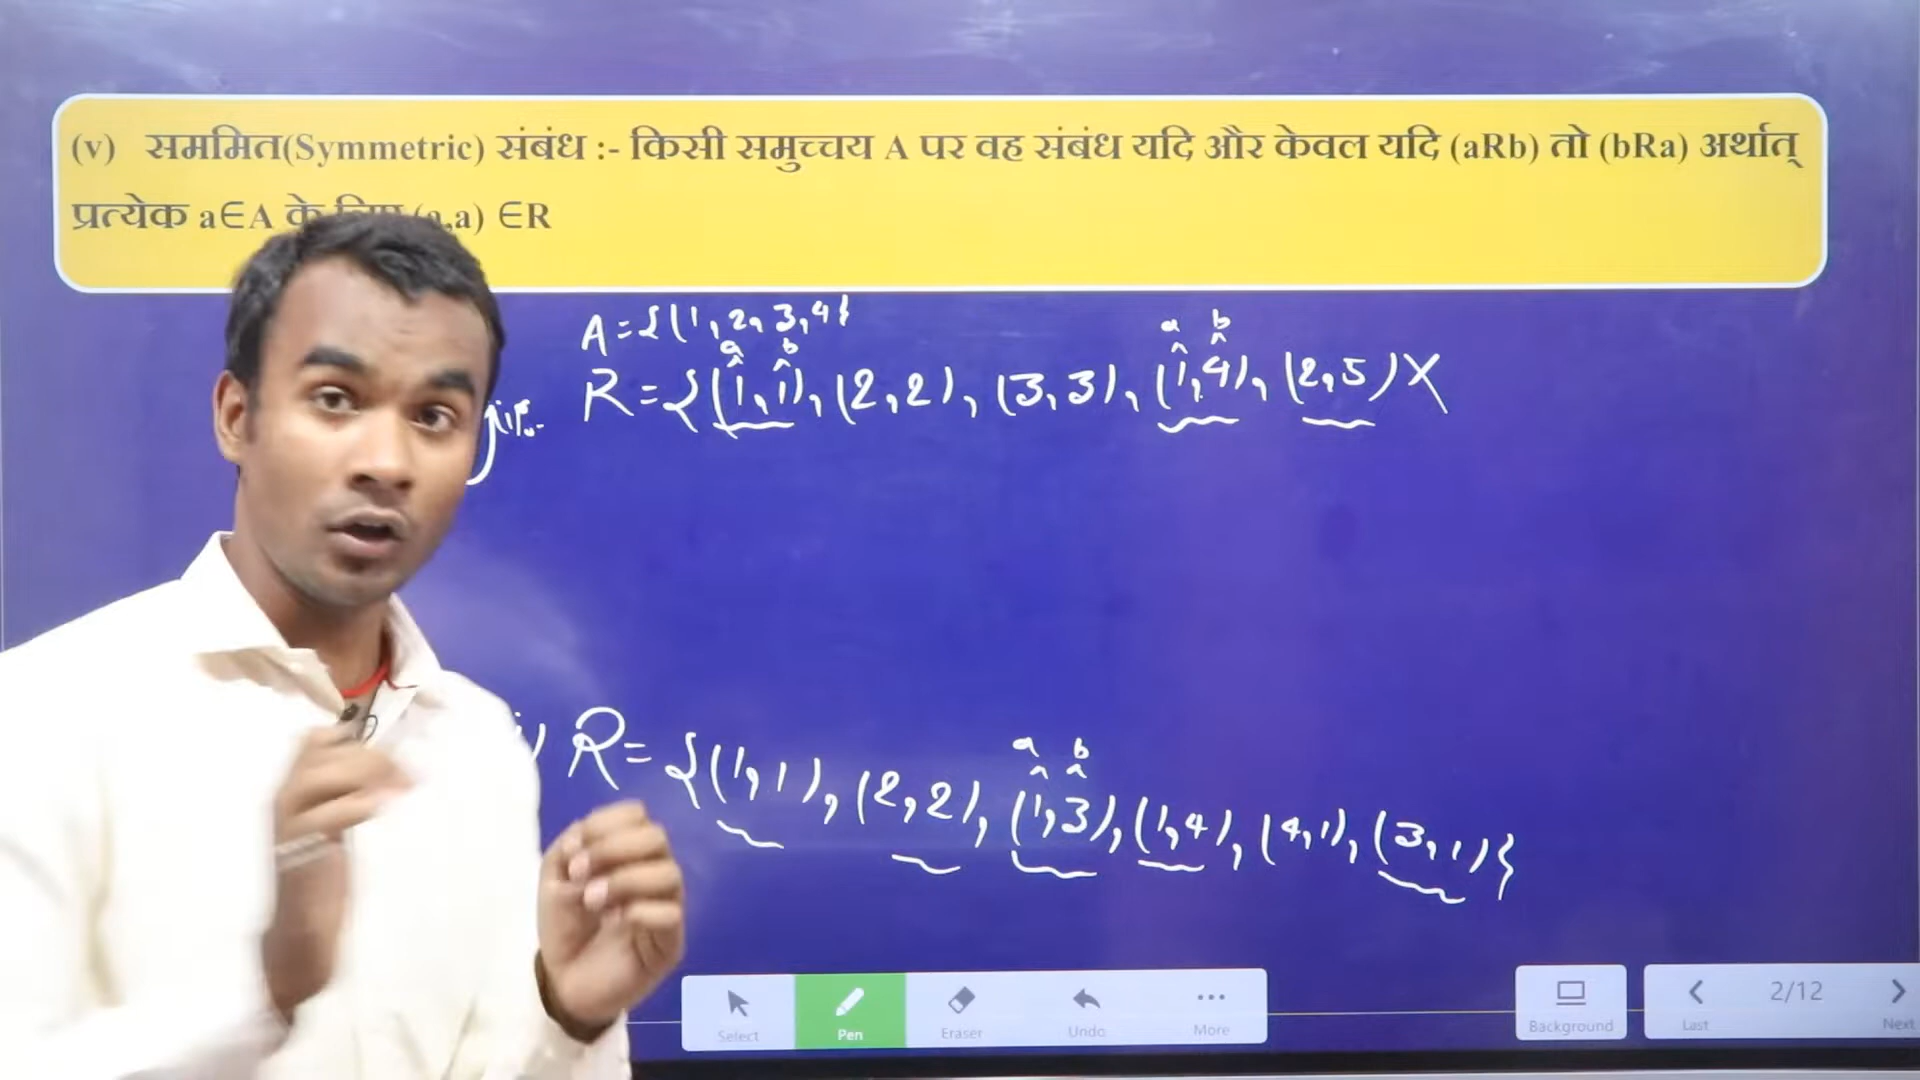 (v) सममित(Symmetric) संबंध :- किसी समुच्चय A पर वह संबंध यदि और केवल यदि (aRb) तो (bRa) अर्थात्
प्रत्येक a∈A के ,a) ∈R
A={(1,2,3,4}
a b a b
R={(1,1),(2,2),(3,3),(1,4),(2,5)X
a b
R={(1,1),(2,2),(1,3),(1,4),(4,1),(3,1)}
Select Pen Eraser Undo More Background Last 2/12 Next